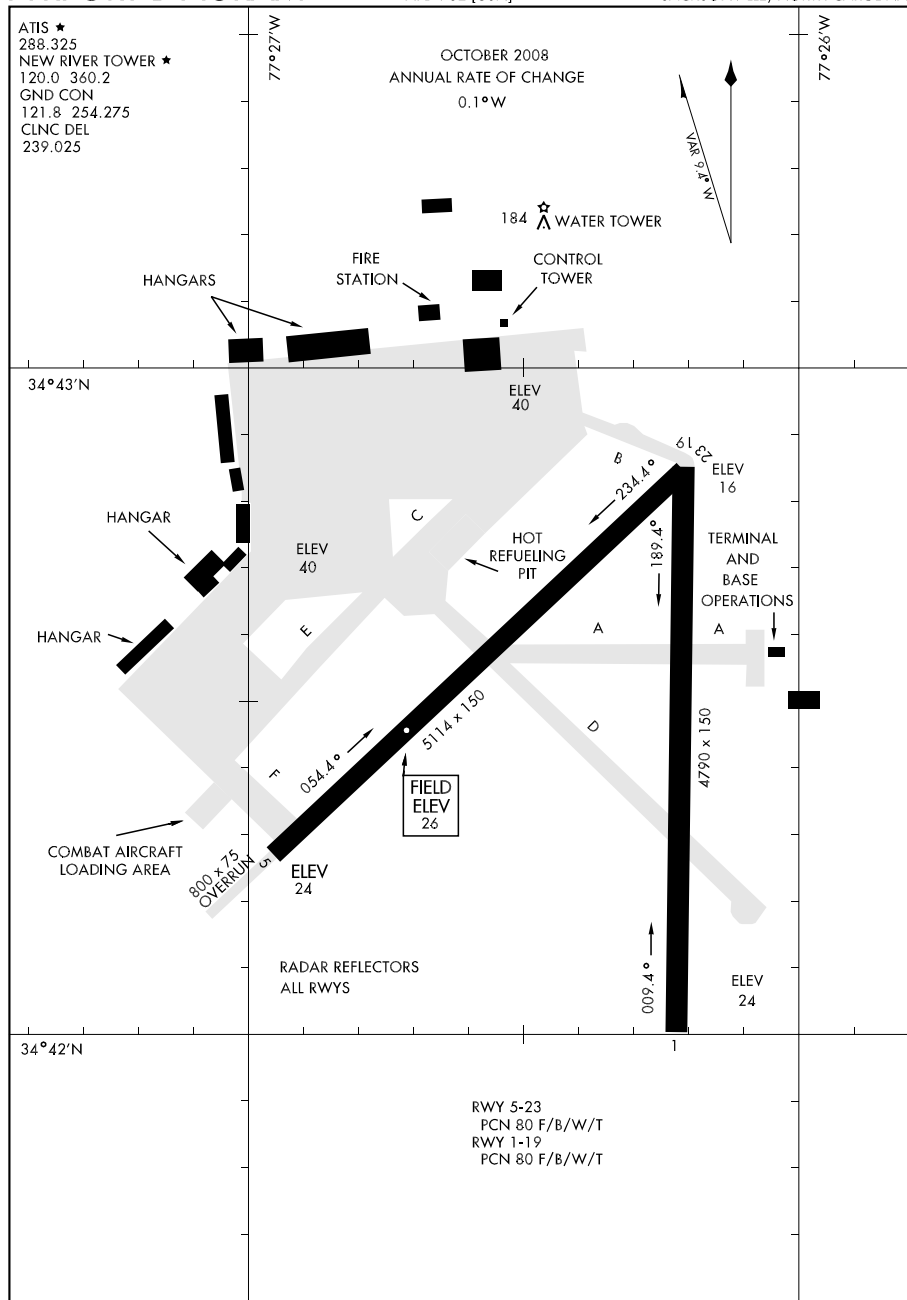 ATIS ★
288.325
NEW RIVER TOWER ★
120.0 360.2
GND CON
121.8 254.275
CLNC DEL
239.025
77°27'W
OCTOBER 2008
ANNUAL RATE OF CHANGE
0.1°W
VAR 9.4° W
77°26'W
184
WATER TOWER
HANGARS
FIRE
STATION
CONTROL
TOWER
34°43'N
ELEV
40
19
23
B
234.4°
ELEV
16
C
HANGAR
ELEV
40
HOT
REFUELING
PIT
189.4°
TERMINAL
AND
BASE
OPERATIONS
HANGAR
E
A
A
5114 x 150
D
4790 x 150
F
054.4°
FIELD
ELEV
26
COMBAT AIRCRAFT
LOADING AREA
800 x 75
OVERRUN
5
ELEV
24
RADAR REFLECTORS
ALL RWYS
009.4°
ELEV
24
34°42'N
1
RWY 5-23
PCN 80 F/B/W/T
RWY 1-19
PCN 80 F/B/W/T